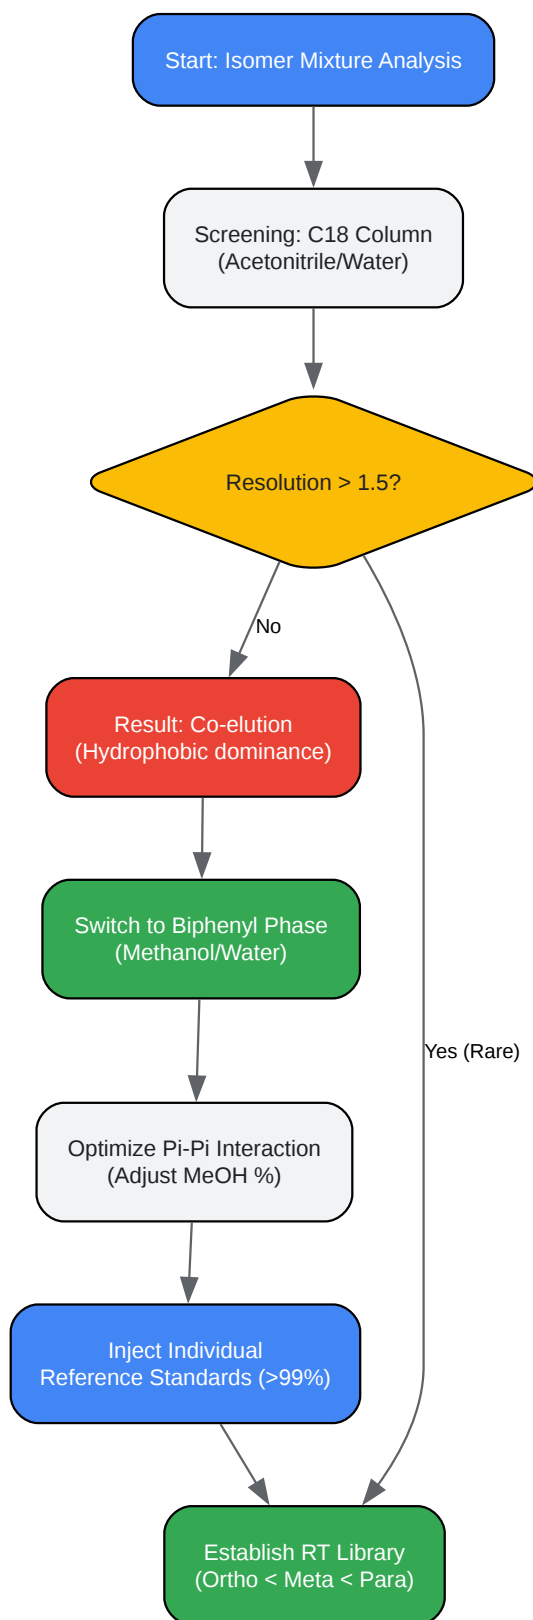 Start: Isomer Mixture Analysis
Screening: C18 Column
(Acetonitrile/Water)
Resolution > 1.5?
No
Result: Co-elution
(Hydrophobic dominance)
Switch to Biphenyl Phase
(Methanol/Water)
Yes (Rare)
Optimize Pi-Pi Interaction
(Adjust MeOH %)
Inject Individual
Reference Standards (>99%)
Establish RT Library
(Ortho < Meta < Para)